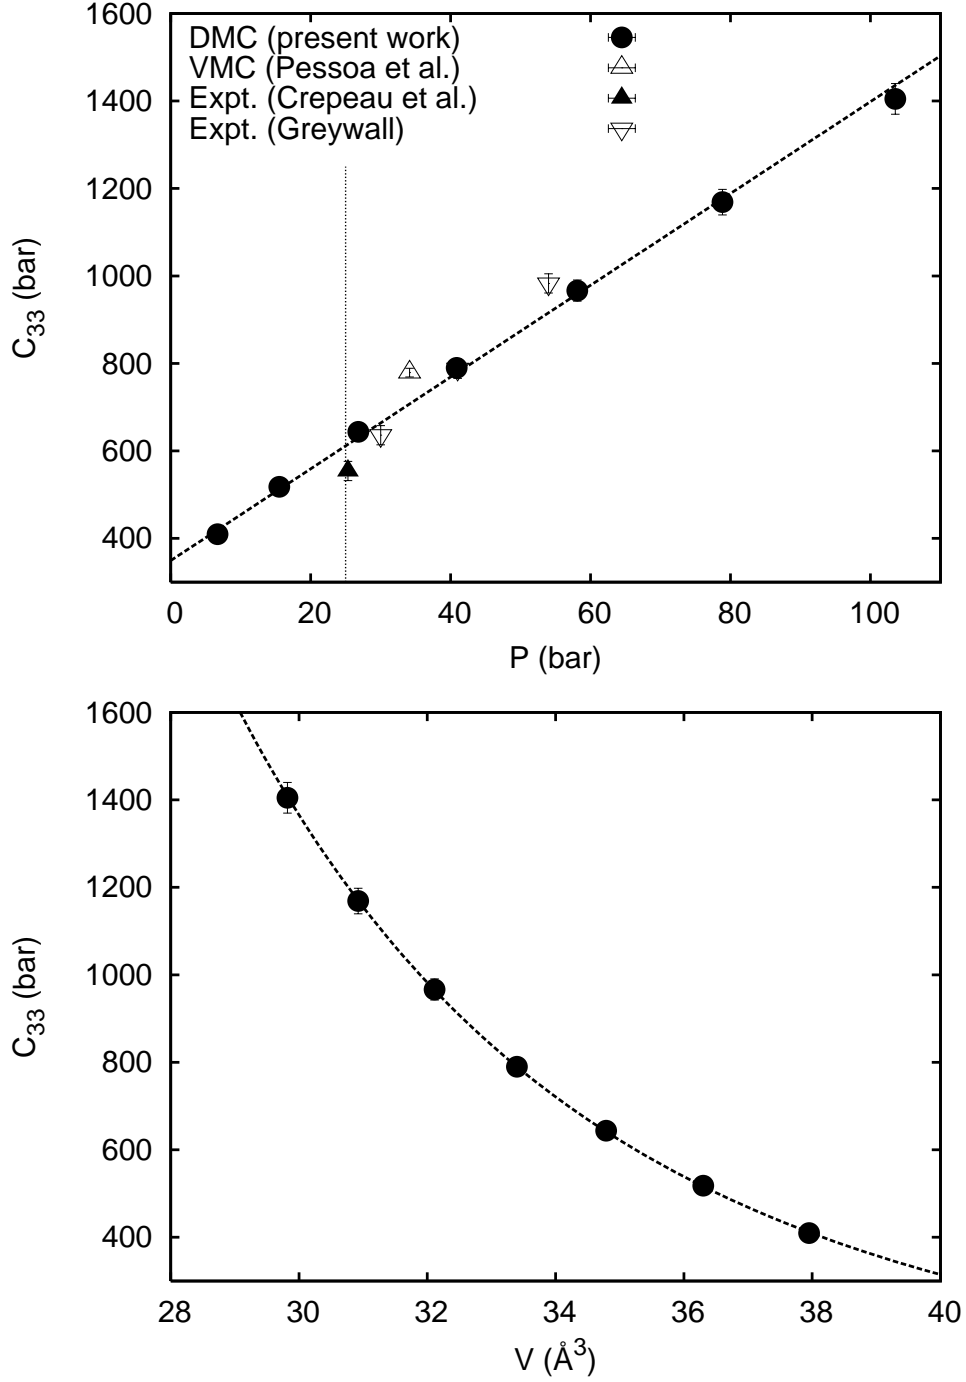 1600
1400
1200
1000
800
600
400
C33 (bar)
DMC (present work)
VMC (Pessoa et al.)
Expt. (Crepeau et al.)
Expt. (Greywall)
0 20 40 60 80 100
P (bar)
1600
1400
1200
1000
800
600
400
C33 (bar)
28 30 32 34 36 38 40
V (Å3)